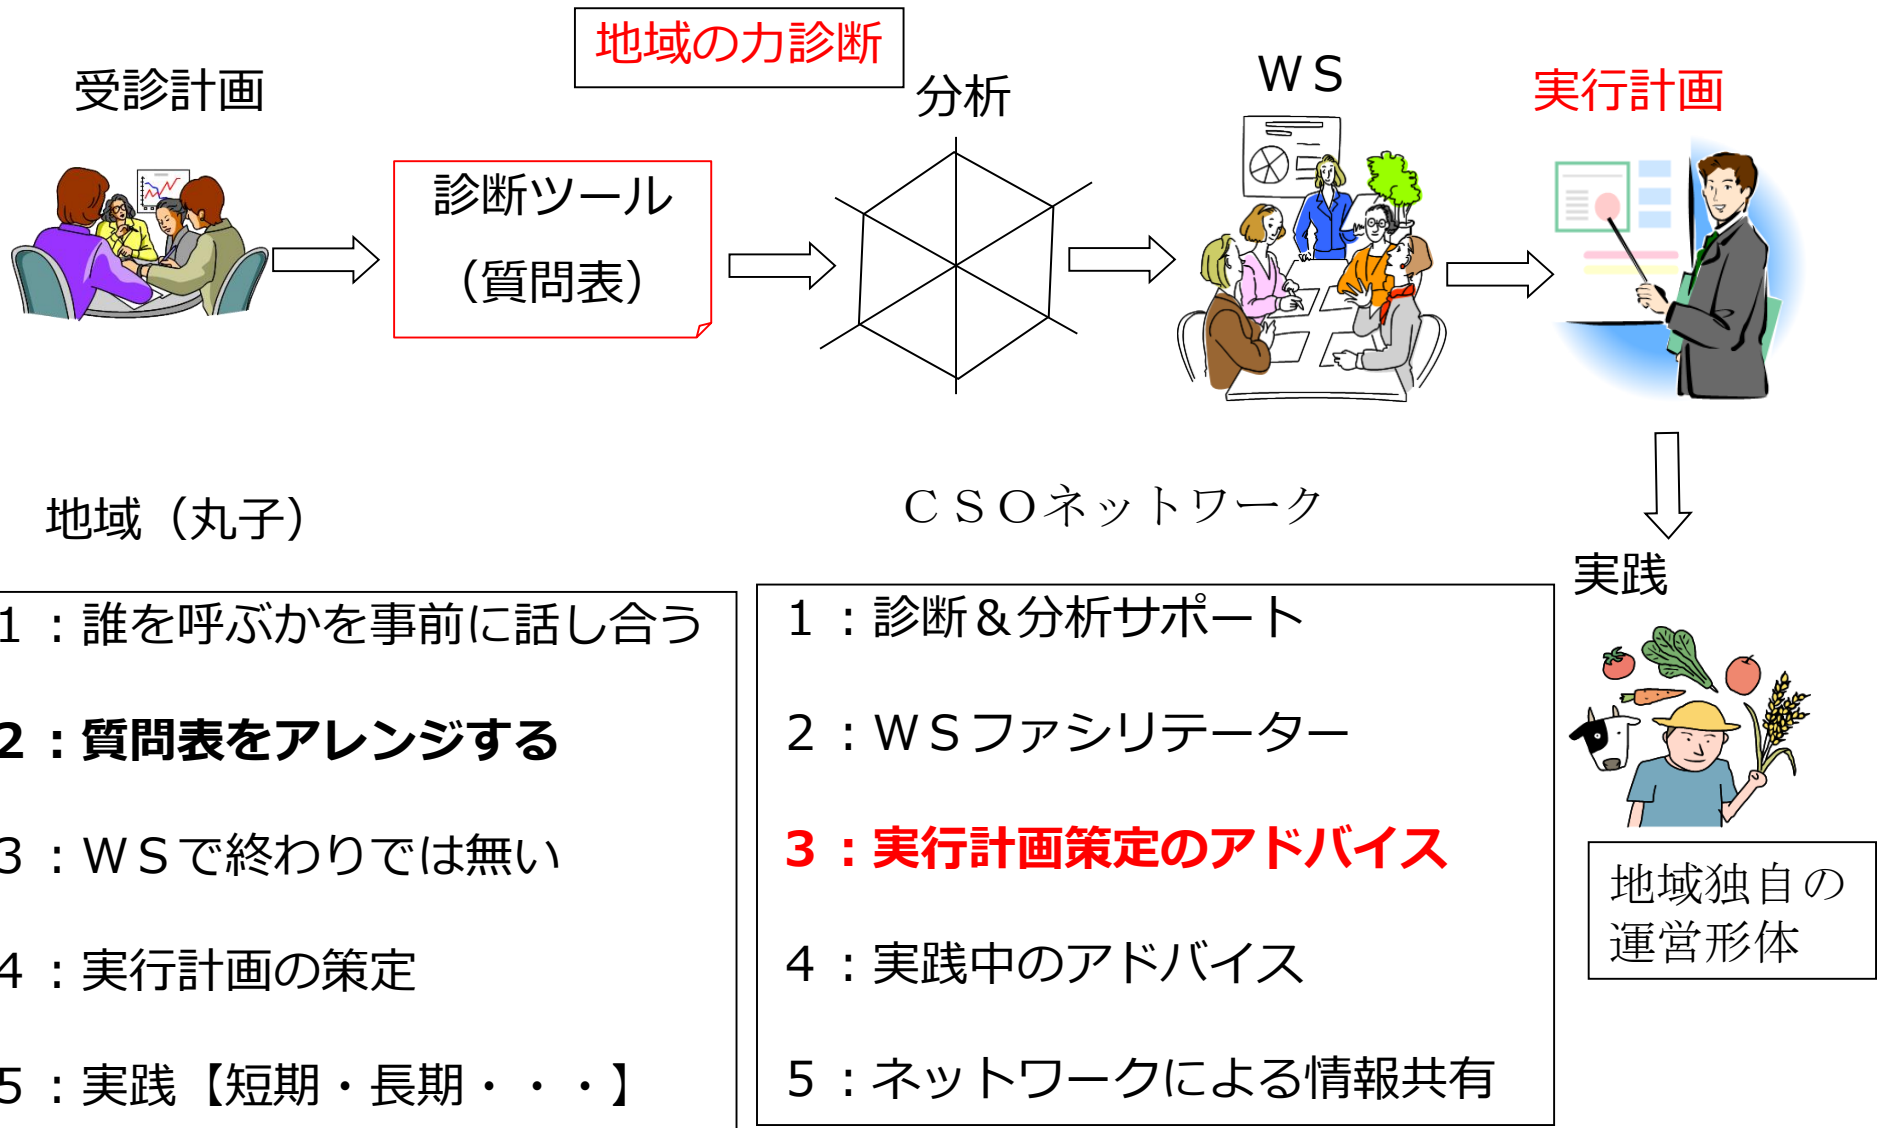 地域の力診断
受診計画
診断ツール
（質問表）
分析
ＷＳ
実行計画
実践
地域独自の
運営形体
地域（丸子）
１：誰を呼ぶかを事前に話し合う
２：質問表をアレンジする
３：ＷＳで終わりでは無い
４：実行計画の策定
５：実践【短期・長期・・・】
ＣＳＯネットワーク
１：診断＆分析サポート
２：ＷＳファシリテーター
３：実行計画策定のアドバイス
４：実践中のアドバイス
５：ネットワークによる情報共有